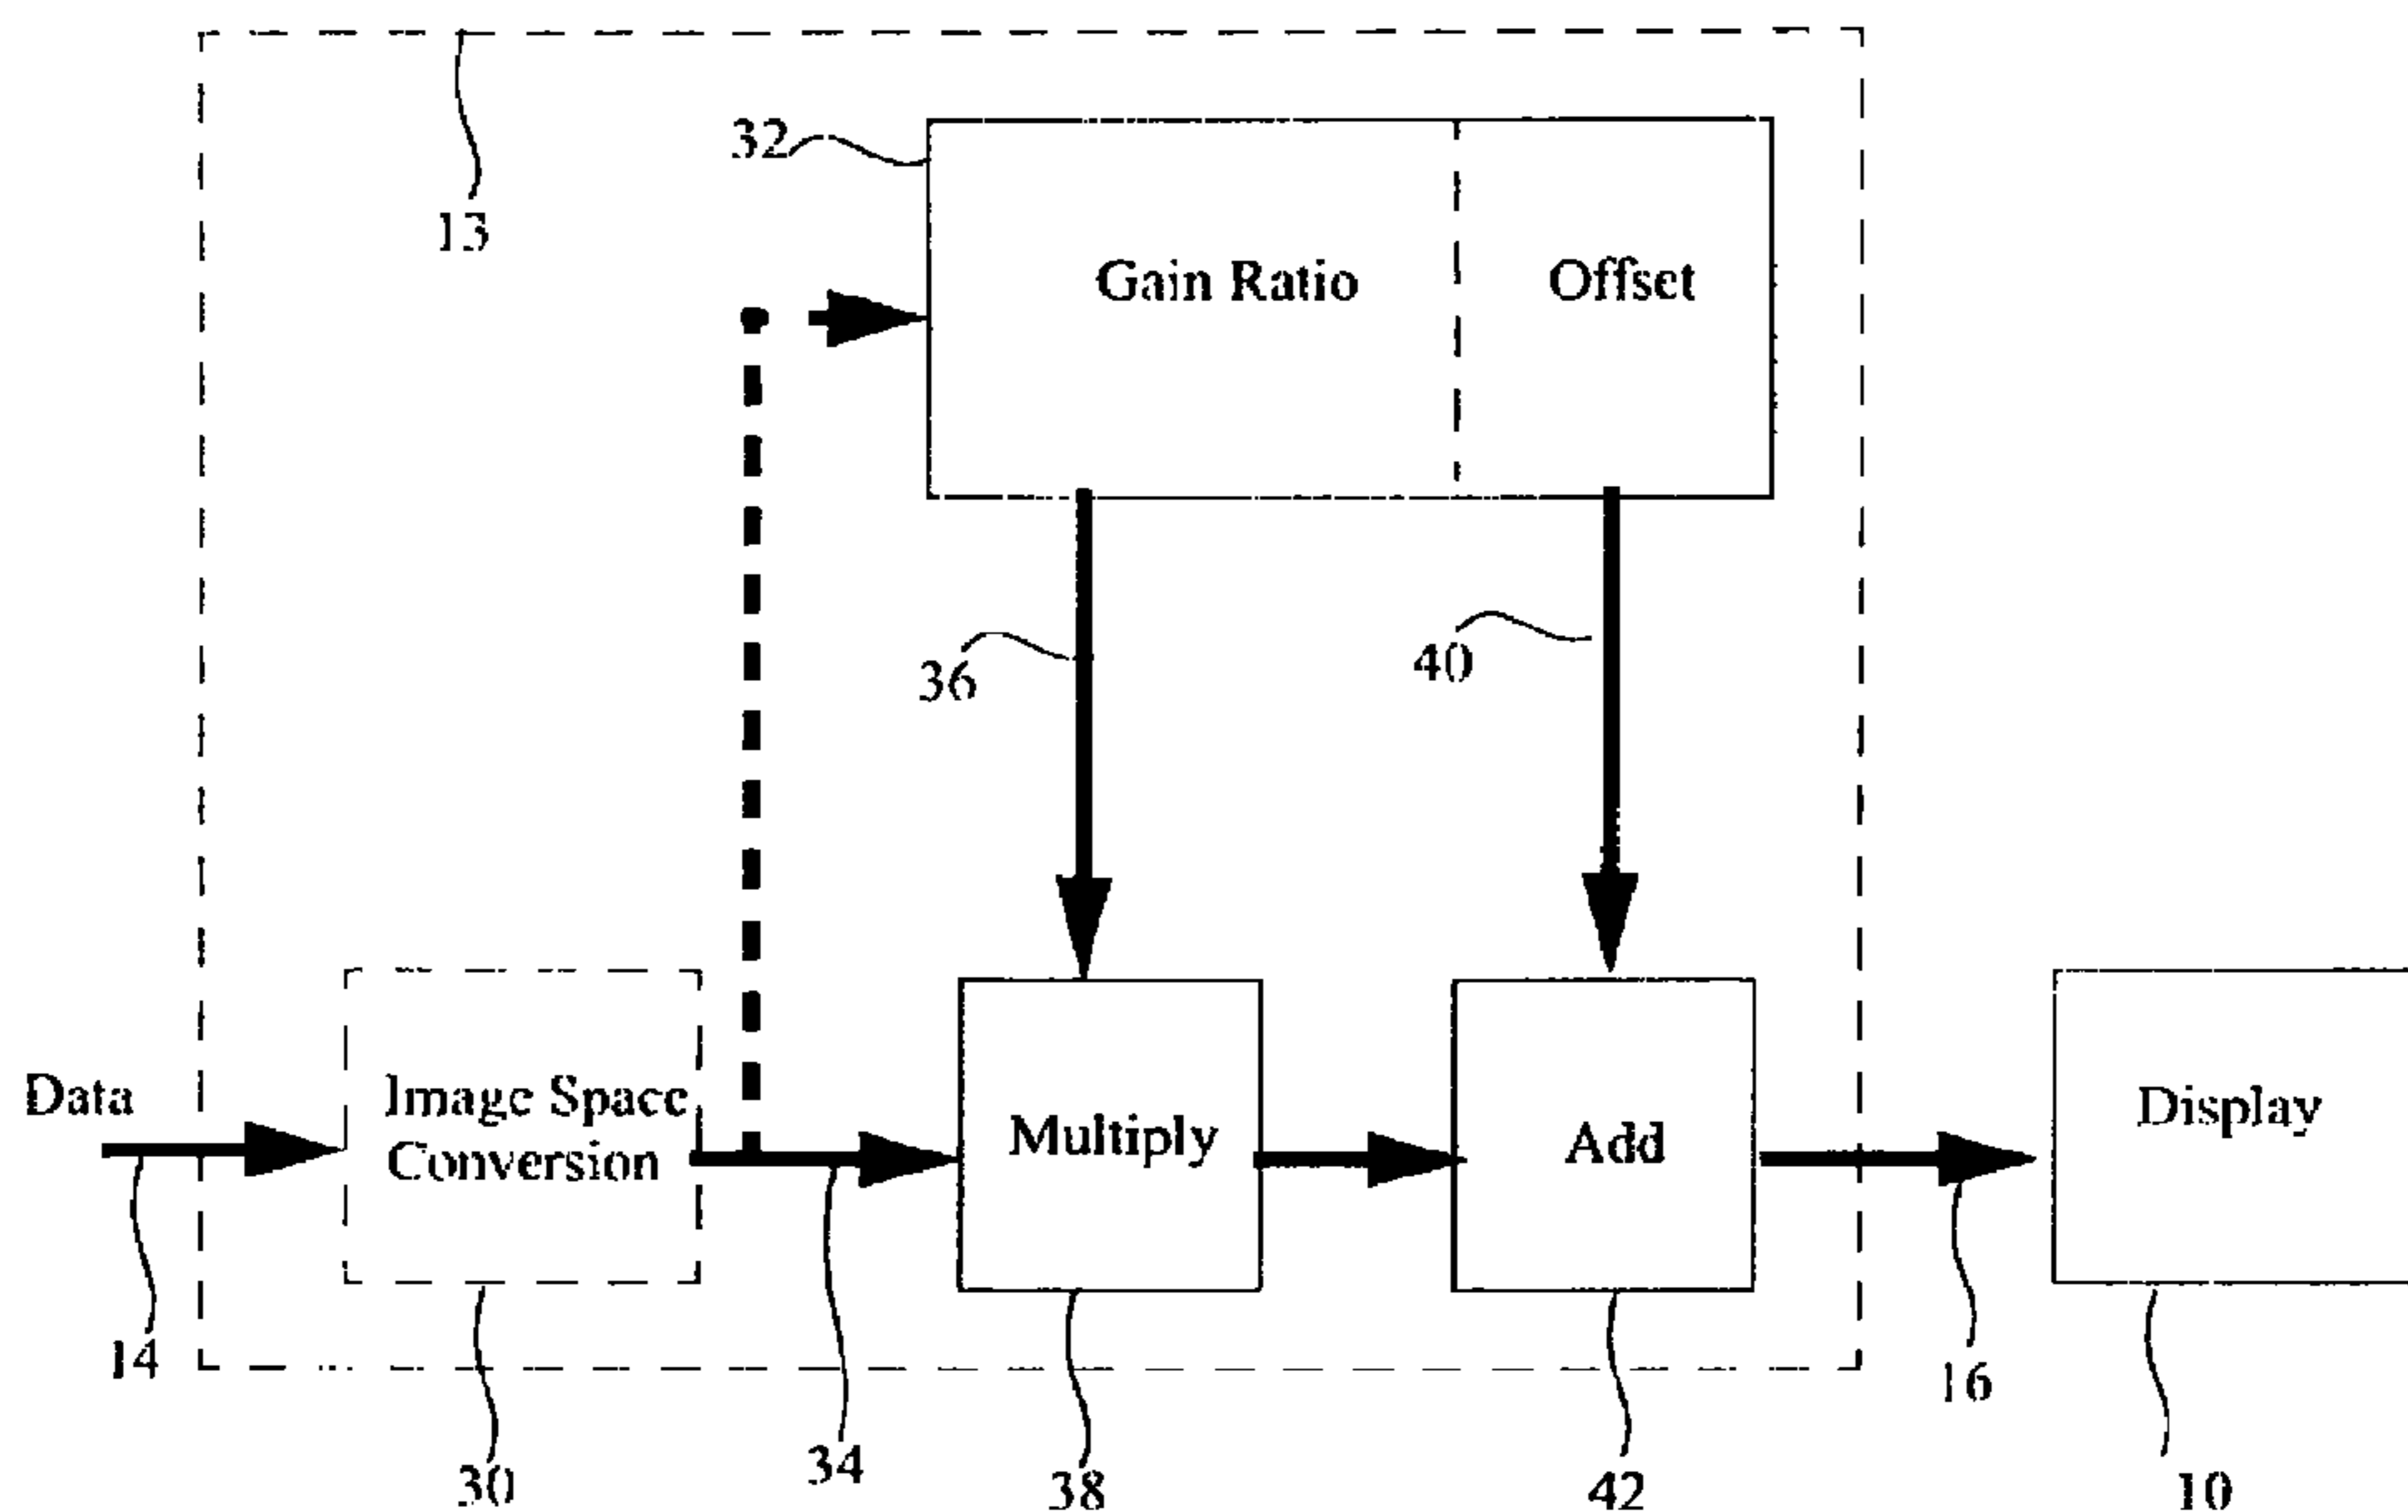 13
32
Gain Ratio
Offset
36
40
Data
Image Space
Conversion
Multiply
Add
Display
14
30
34
38
42
16
10